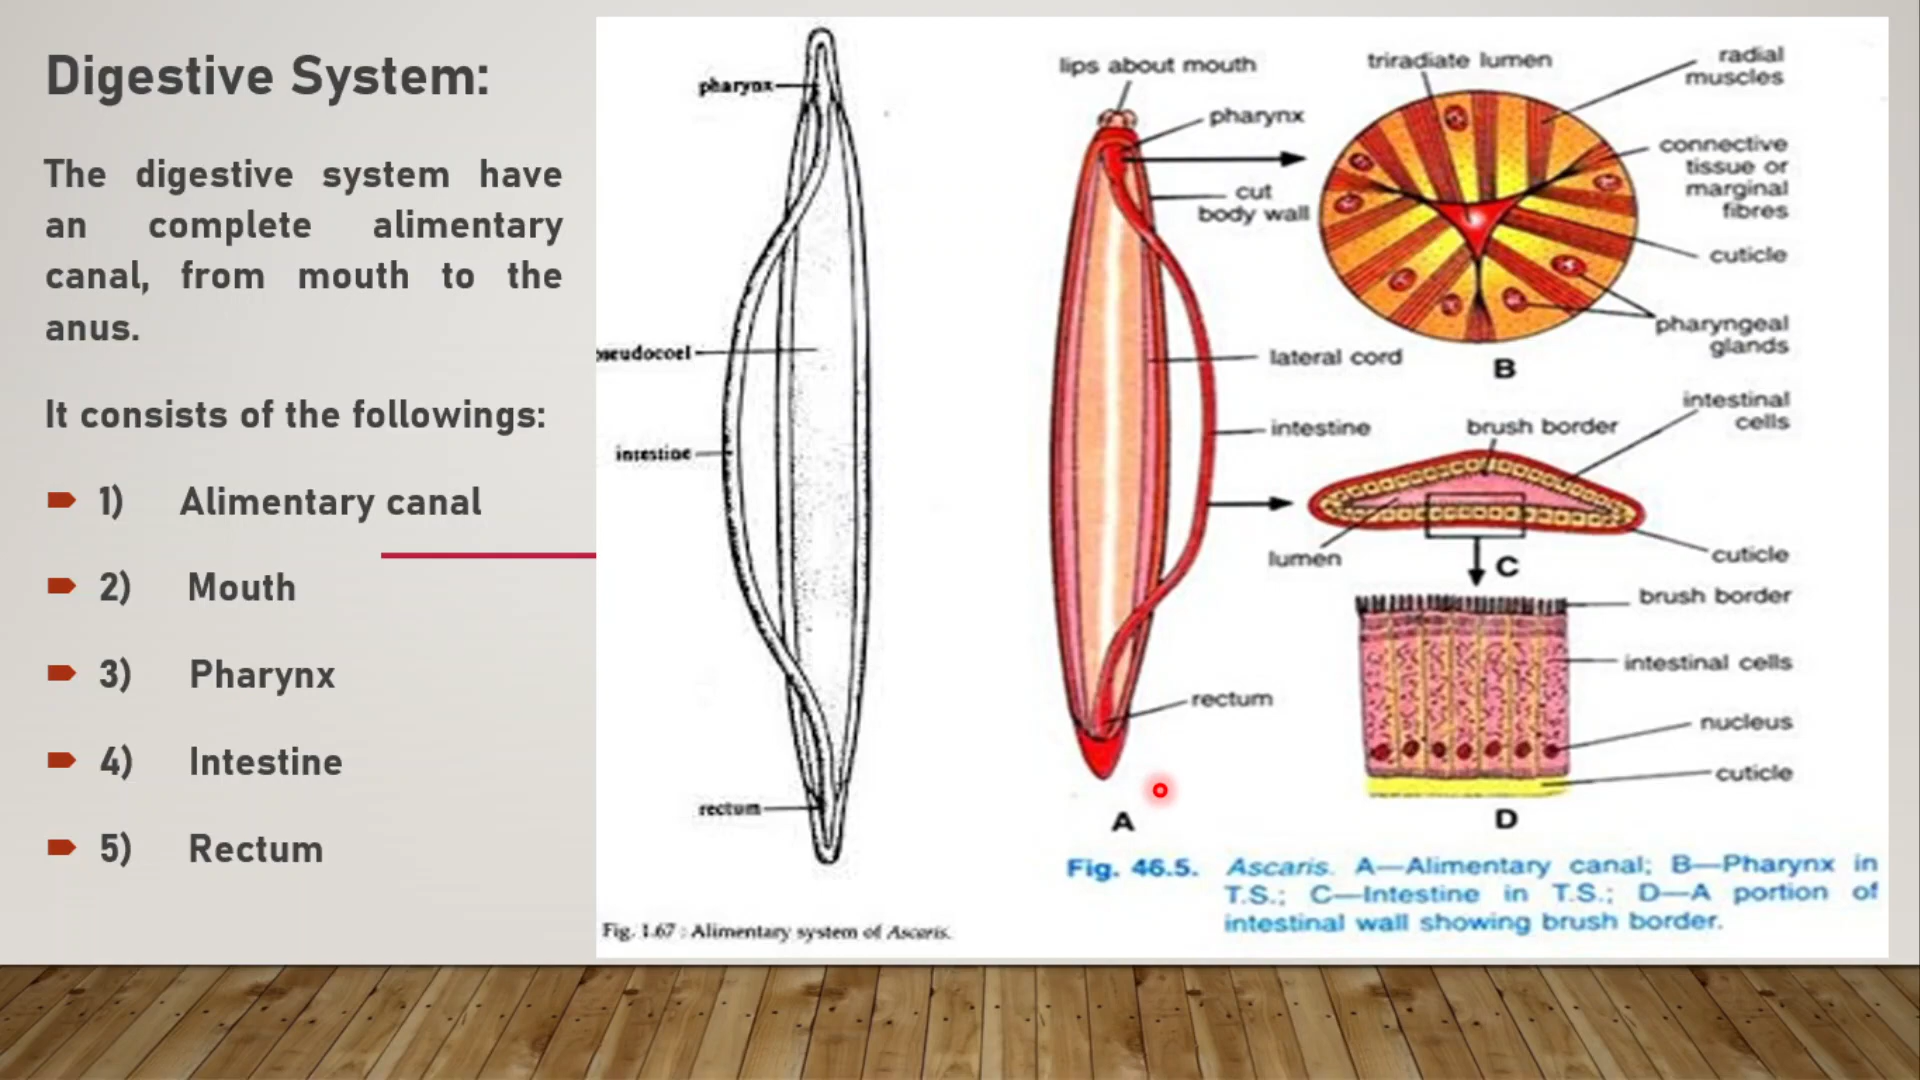 Digestive System:
The digestive system have
an complete alimentary
canal, from mouth to the
anus.
It consists of the followings:
1) Alimentary canal
2) Mouth
3) Pharynx
4) Intestine
5) Rectum
pharynx
pseudocoel
intestine
rectum
Fig. 1.67 : Alimentary system of Ascaris.
lips about mouth
pharynx
cut
body wall
lateral cord
intestine
rectum
A
triradiate lumen
radial
muscles
connective
tissue or
marginal
fibres
cuticle
pharyngeal
glands
B
intestinal
cells
brush border
lumen
cuticle
C
brush border
intestinal cells
nucleus
cuticle
D
Fig. 46.5. Ascaris. A—Alimentary canal; B—Pharynx in
T.S.; C—Intestine in T.S.; D—A portion of
intestinal wall showing brush border.